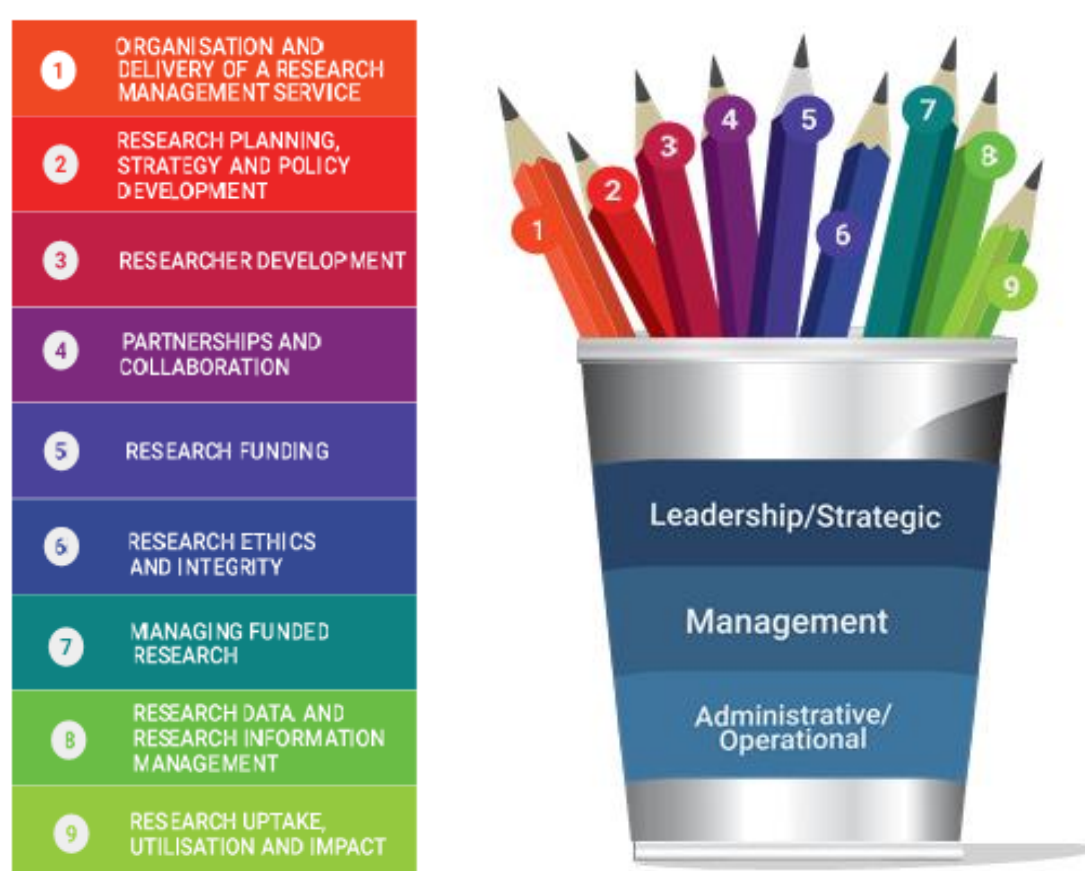 1
ORGANISATION AND
DELIVERY OF A RESEARCH
MANAGEMENT SERVICE
2
RESEARCH PLANNING,
STRATEGY AND POLICY
DEVELOPMENT
3
RESEARCHER DEVELOPMENT
4
PARTNERSHIPS AND
COLLABORATION
5
RESEARCH FUNDING
6
RESEARCH ETHICS
AND INTEGRITY
7
MANAGING FUNDED
RESEARCH
8
RESEARCH DATA AND
RESEARCH INFORMATION
MANAGEMENT
9
RESEARCH UPTAKE,
UTILISATION AND IMPACT
1
2
3
4
5
6
7
8
9
Leadership/Strategic
Management
Administrative/
Operational